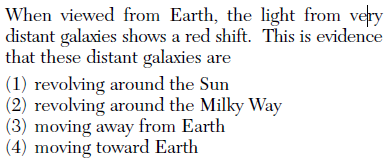 When viewed from Earth, the light from very
distant galaxies shows a red shift. This is evidence
that these distant galaxies are
(1) revolving around the Sun
(2) revolving around the Milky Way
(3) moving away from Earth
(4) moving toward Earth